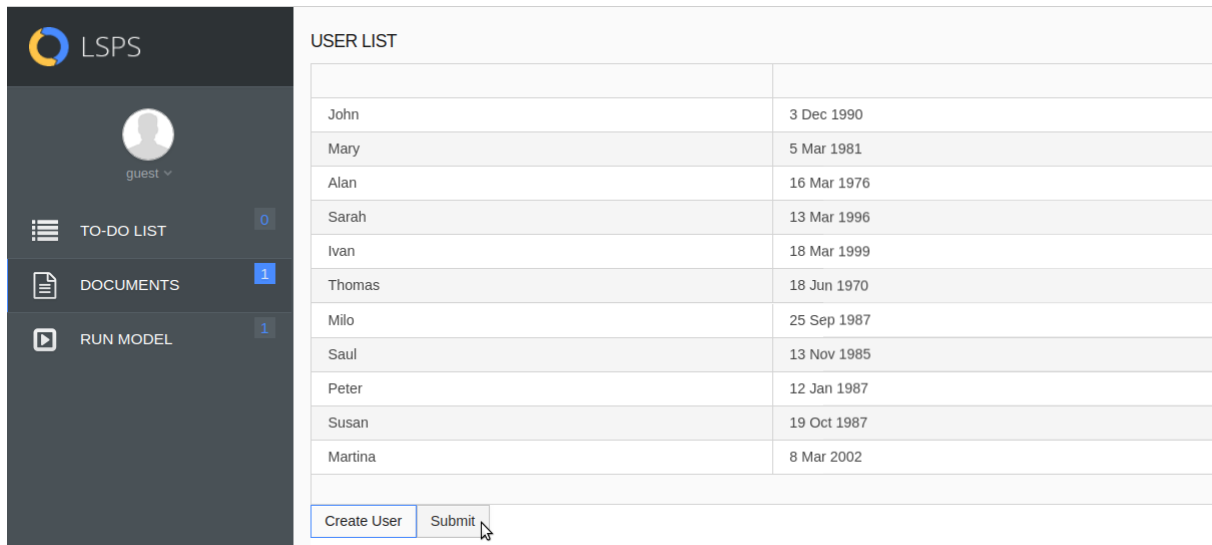 LSPS
guest
TO-DO LIST 0
DOCUMENTS 1
RUN MODEL 1
USER LIST
John 3 Dec 1990
Mary 5 Mar 1981
Alan 16 Mar 1976
Sarah 13 Mar 1996
Ivan 18 Mar 1999
Thomas 18 Jun 1970
Milo 25 Sep 1987
Saul 13 Nov 1985
Peter 12 Jan 1987
Susan 19 Oct 1987
Martina 8 Mar 2002
Create User Submit